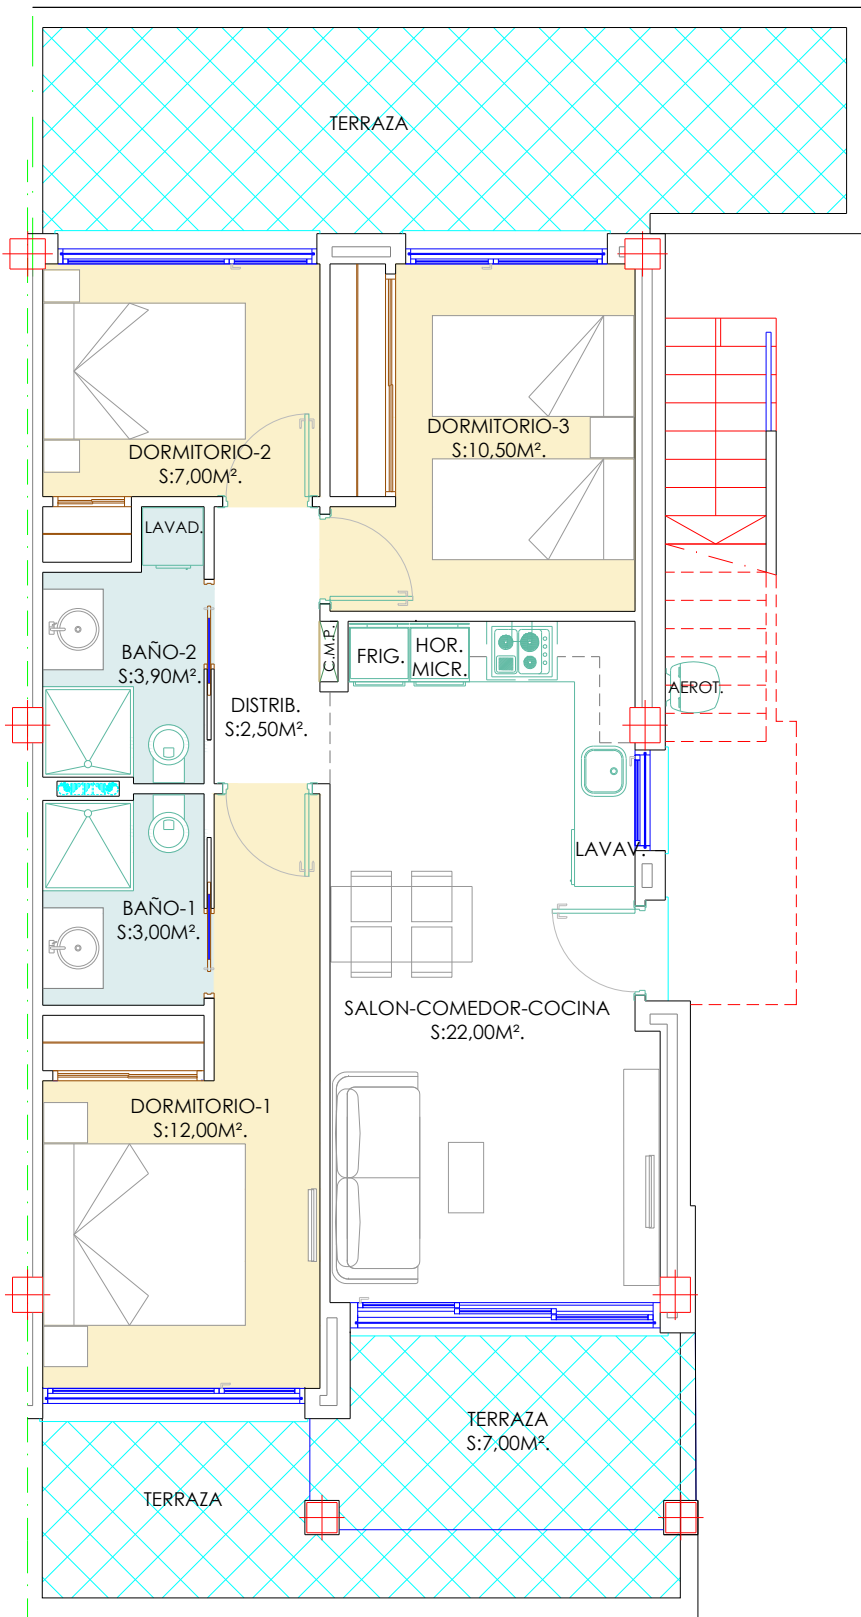 TERRAZA
DORMITORIO-2
S:7,00M².
DORMITORIO-3
S:10,50M².
LAVAD.
BAÑO-2
S:3,90M².
C.M.P.
FRIG.
HOR.
MICR.
DISTRIB.
S:2,50M².
AEROT.
LAVAV.
BAÑO-1
S:3,00M².
SALON-COMEDOR-COCINA
S:22,00M².
DORMITORIO-1
S:12,00M².
TERRAZA
S:7,00M².
TERRAZA